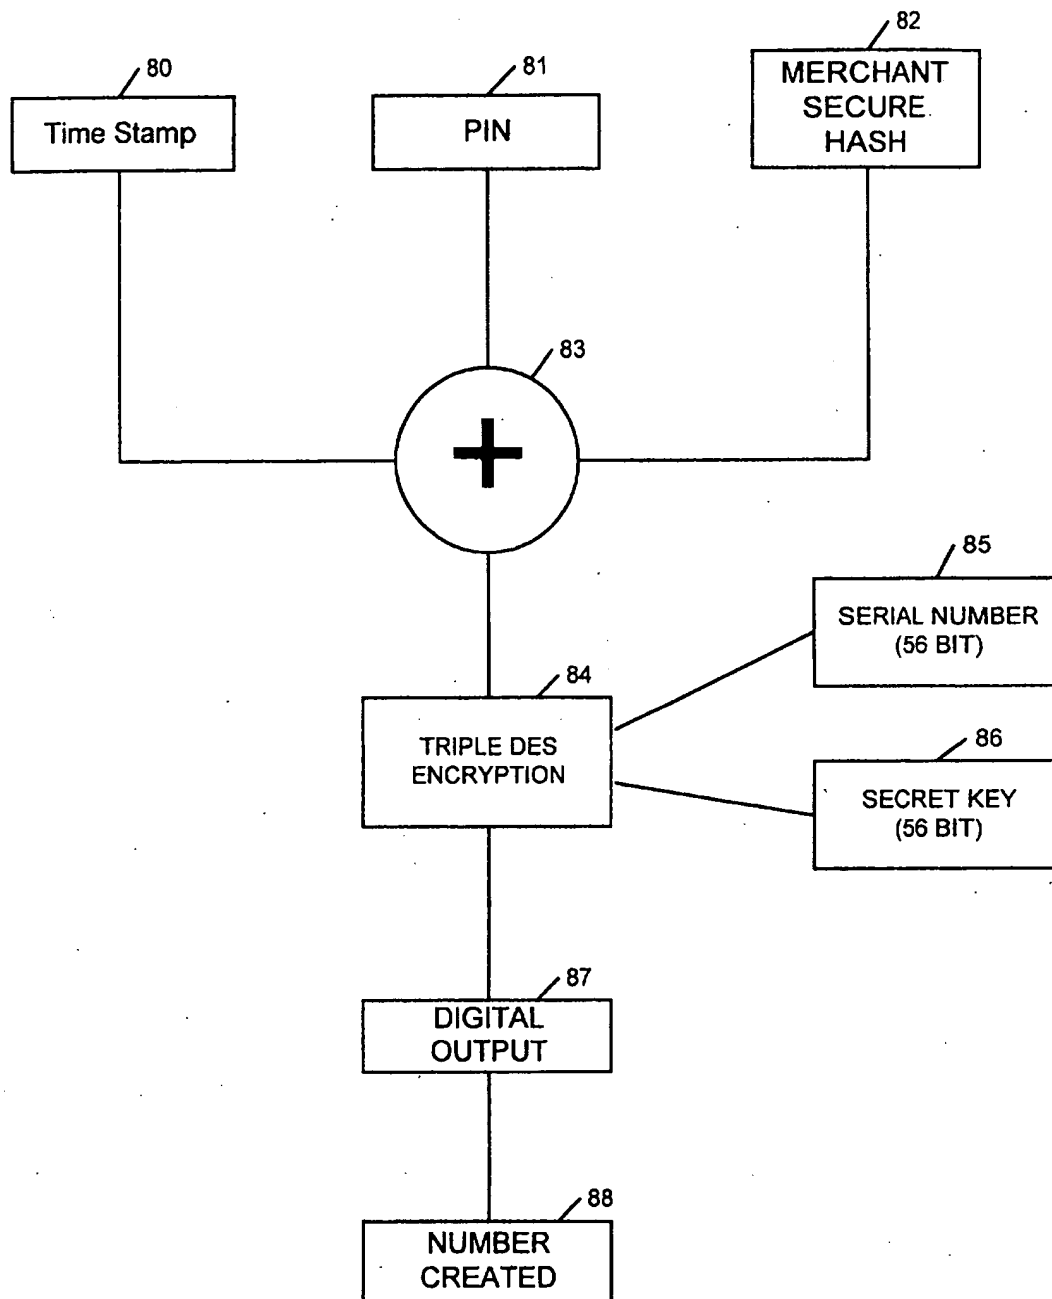 80
81
82
Time Stamp
PIN
MERCHANT
SECURE
HASH
83
+
84
TRIPLE DES
ENCRYPTION
85
SERIAL NUMBER
(56 BIT)
86
SECRET KEY
(56 BIT)
87
DIGITAL
OUTPUT
88
NUMBER
CREATED